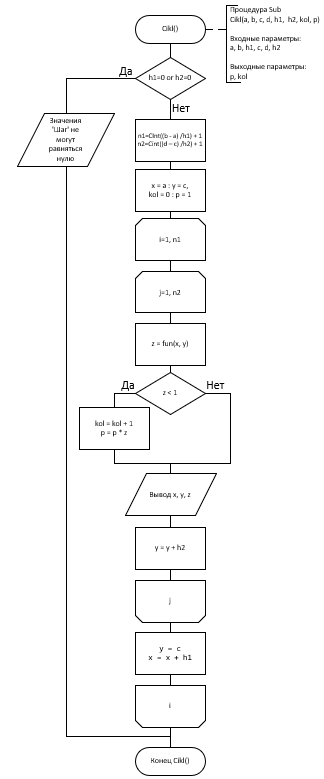 Процедура Sub
Cikl(a, b, c, d, h1, h2, kol, p)
Входные параметры:
a, b, h1, c, d, h2
Выходные параметры:
p, kol
Cikl()
Да
h1=0 or h2=0
Нет
Значения
'Шаг' не
могут
равняться
нулю
n1=CInt((b - a) /h1) + 1
n2=Cint((d – c) /h2) + 1
x = a : y = c,
kol = 0 : p = 1
i=1, n1
j=1, n2
z = fun(x, y)
Да
Нет
z < 1
kol = kol + 1
p = p * z
Вывод x, y, z
y = y + h2
j
y = c
x = x + h1
i
Конец Cikl()